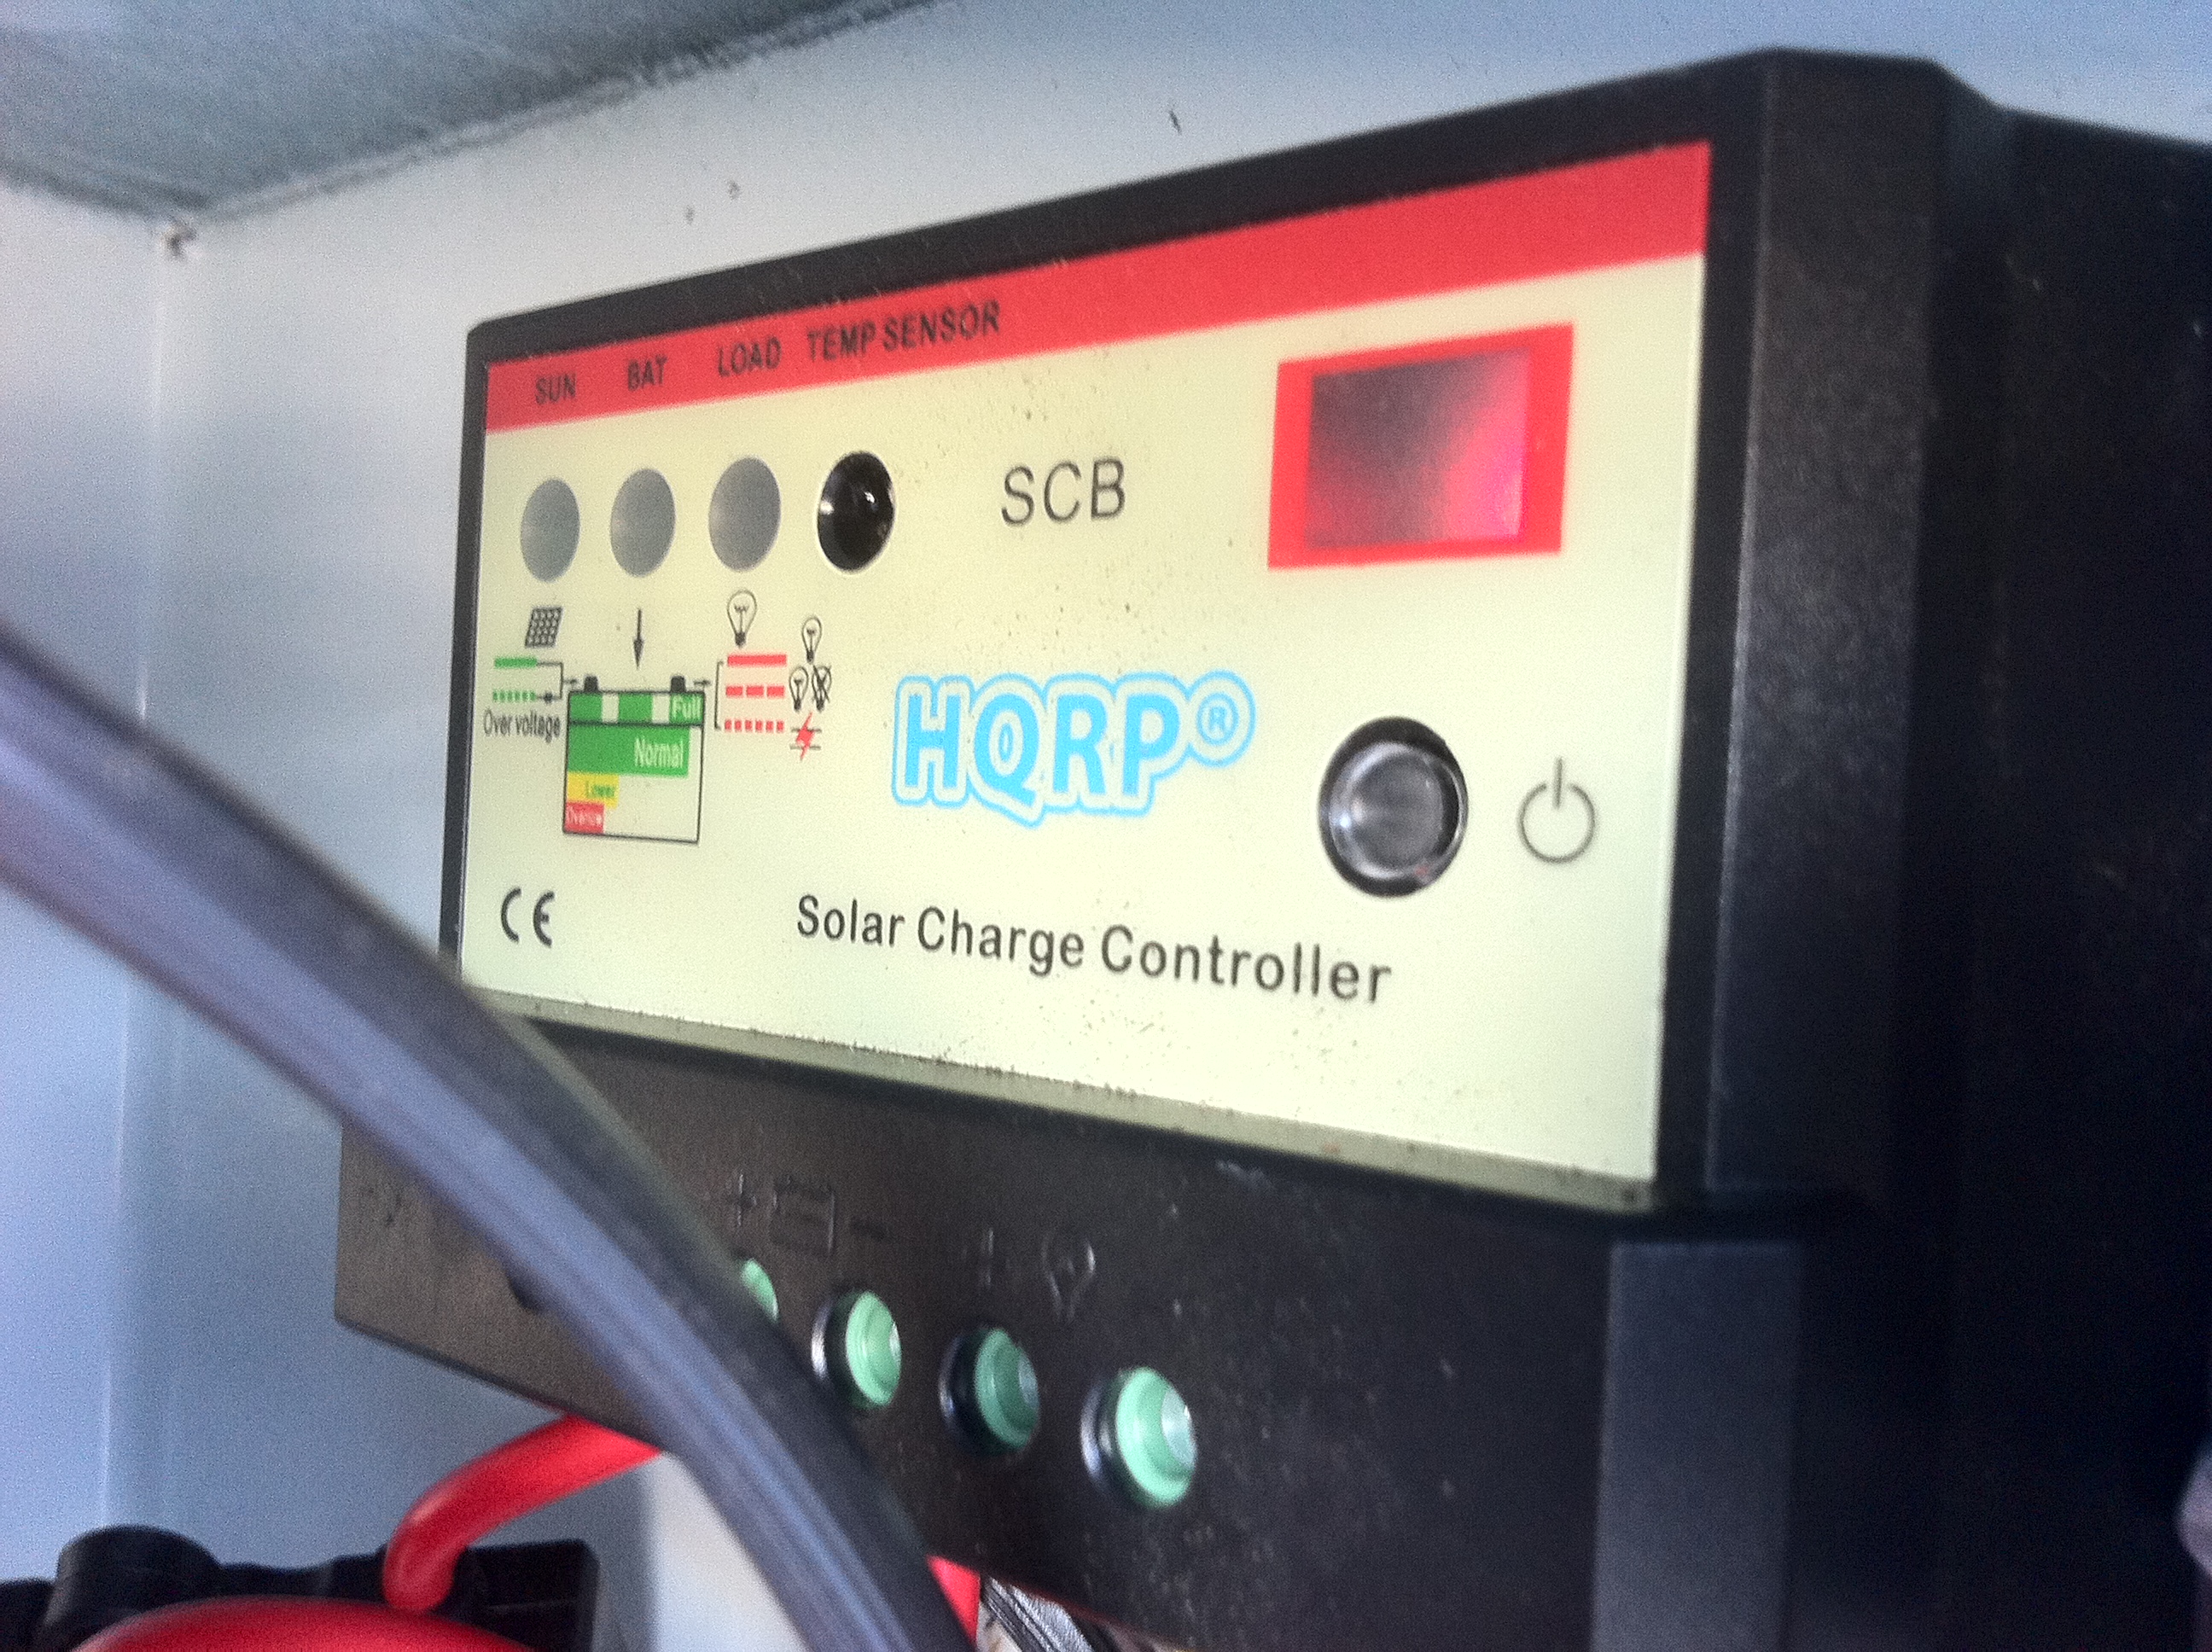 SUN BAT LOAD TEMP SENSOR
SCB
Full
Over voltage
Normal
Lower
HQRP®
CE
Solar Charge Controller